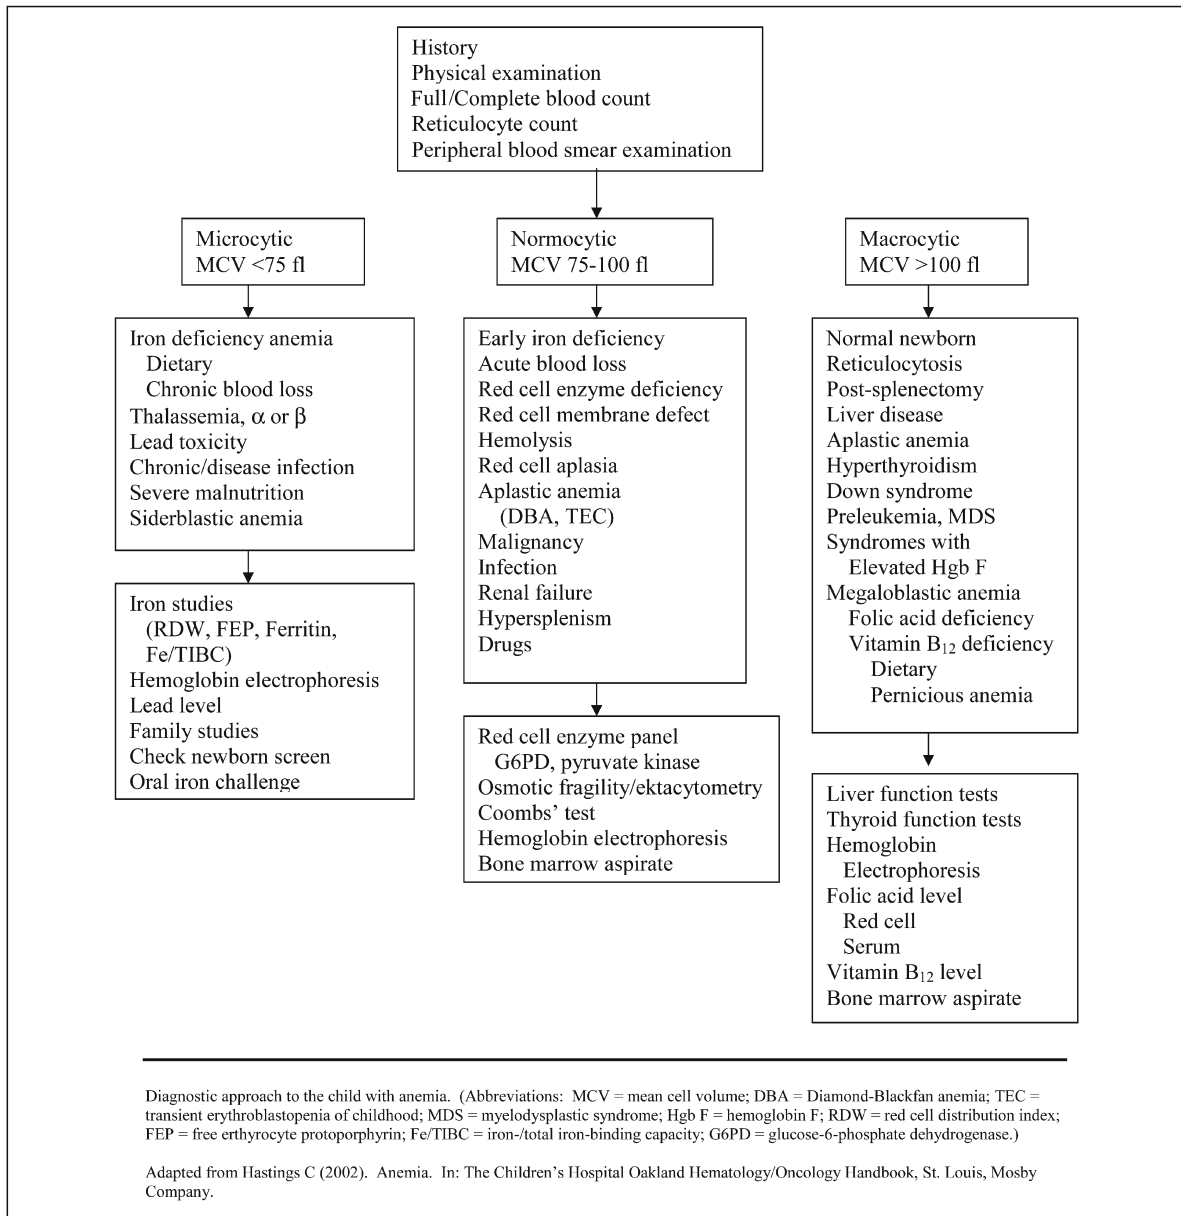 History
Physical examination
Full/Complete blood count
Reticulocyte count
Peripheral blood smear examination
Microcytic
MCV <75 fl
Normocytic
MCV 75-100 fl
Macrocytic
MCV >100 fl
Iron deficiency anemia
Dietary
Chronic blood loss
Thalassemia, α or β
Lead toxicity
Chronic/disease infection
Severe malnutrition
Siderblastic anemia
Iron studies
(RDW, FEP, Ferritin,
Fe/TIBC)
Hemoglobin electrophoresis
Lead level
Family studies
Check newborn screen
Oral iron challenge
Early iron deficiency
Acute blood loss
Red cell enzyme deficiency
Red cell membrane defect
Hemolysis
Red cell aplasia
Aplastic anemia
(DBA, TEC)
Malignancy
Infection
Renal failure
Hypersplenism
Drugs
Red cell enzyme panel
G6PD, pyruvate kinase
Osmotic fragility/ektacytometry
Coombs' test
Hemoglobin electrophoresis
Bone marrow aspirate
Normal newborn
Reticulocytosis
Post-splenectomy
Liver disease
Aplastic anemia
Hyperthyroidism
Down syndrome
Preleukemia, MDS
Syndromes with
Elevated Hgb F
Megaloblastic anemia
Folic acid deficiency
Vitamin B₁₂ deficiency
Dietary
Pernicious anemia
Liver function tests
Thyroid function tests
Hemoglobin
Electrophoresis
Folic acid level
Red cell
Serum
Vitamin B₁₂ level
Bone marrow aspirate
Diagnostic approach to the child with anemia. (Abbreviations: MCV = mean cell volume; DBA = Diamond-Blackfan anemia; TEC =
transient erythroblastopenia of childhood; MDS = myelodysplastic syndrome; Hgb F = hemoglobin F; RDW = red cell distribution index;
FEP = free erthyrocyte protoporphyrin; Fe/TIBC = iron-/total iron-binding capacity; G6PD = glucose-6-phosphate dehydrogenase.)
Adapted from Hastings C (2002). Anemia. In: The Children's Hospital Oakland Hematology/Oncology Handbook, St. Louis, Mosby
Company.